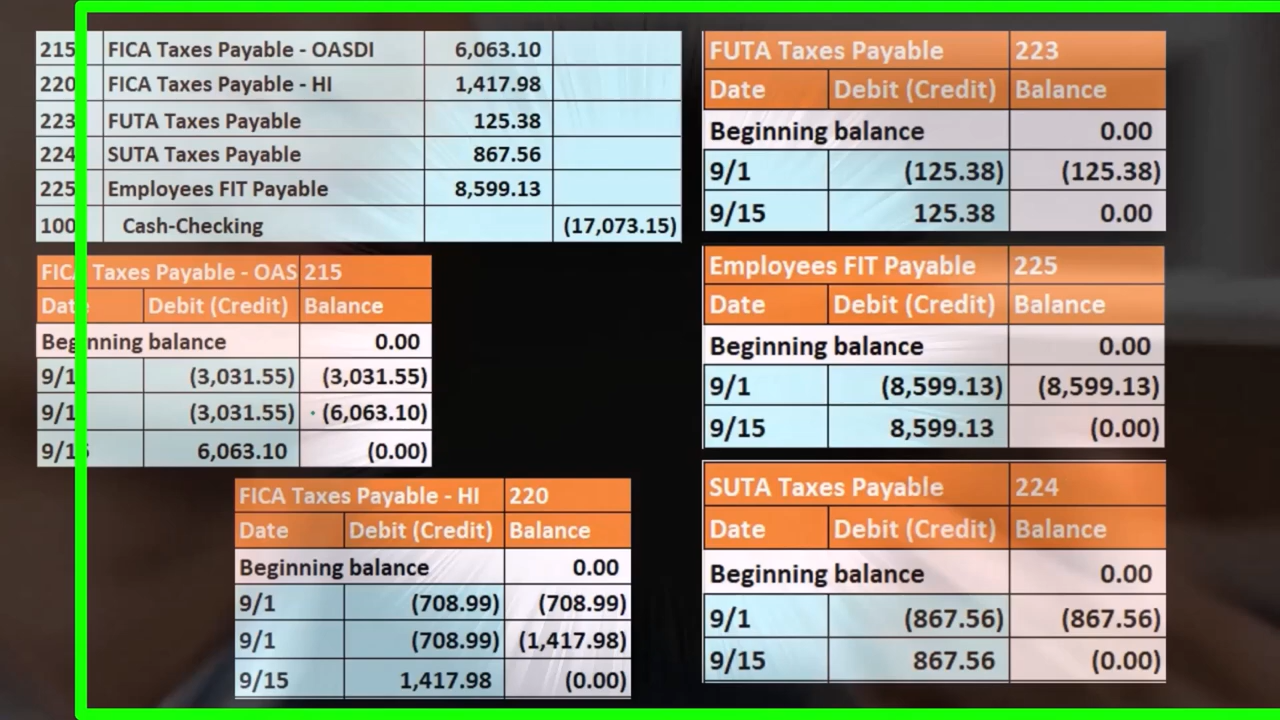 215 FICA Taxes Payable - OASDI 6,063.10
220 FICA Taxes Payable - HI 1,417.98
223 FUTA Taxes Payable 125.38
224 SUTA Taxes Payable 867.56
225 Employees FIT Payable 8,599.13
100 Cash-Checking (17,073.15)
FICA Taxes Payable - OAS 215
Date Debit (Credit) Balance
Beginning balance 0.00
9/1 (3,031.55) (3,031.55)
9/1 (3,031.55) (6,063.10)
9/15 6,063.10 (0.00)
FICA Taxes Payable - HI 220
Date Debit (Credit) Balance
Beginning balance 0.00
9/1 (708.99) (708.99)
9/1 (708.99) (1,417.98)
9/15 1,417.98 (0.00)
FUTA Taxes Payable 223
Date Debit (Credit) Balance
Beginning balance 0.00
9/1 (125.38) (125.38)
9/15 125.38 0.00
Employees FIT Payable 225
Date Debit (Credit) Balance
Beginning balance 0.00
9/1 (8,599.13) (8,599.13)
9/15 8,599.13 (0.00)
SUTA Taxes Payable 224
Date Debit (Credit) Balance
Beginning balance 0.00
9/1 (867.56) (867.56)
9/15 867.56 (0.00)